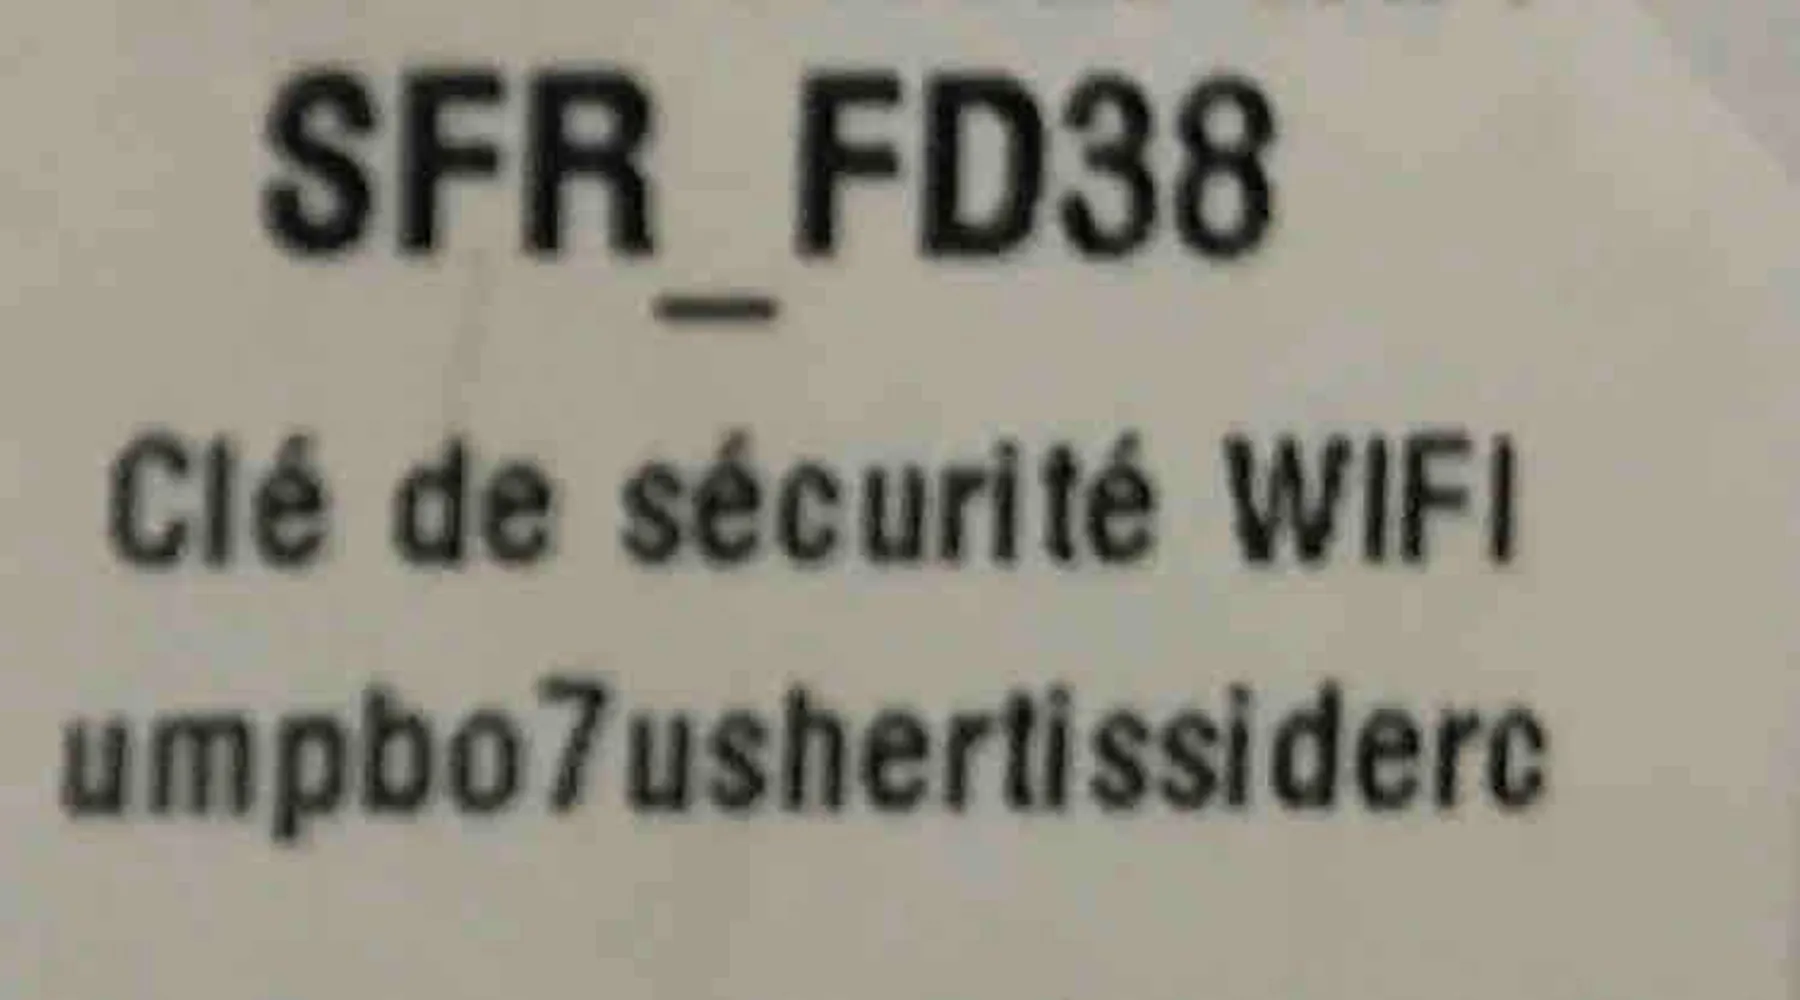 SFR_FD38
Clé de sécurité WIFI
umpbo7ushertissiderc